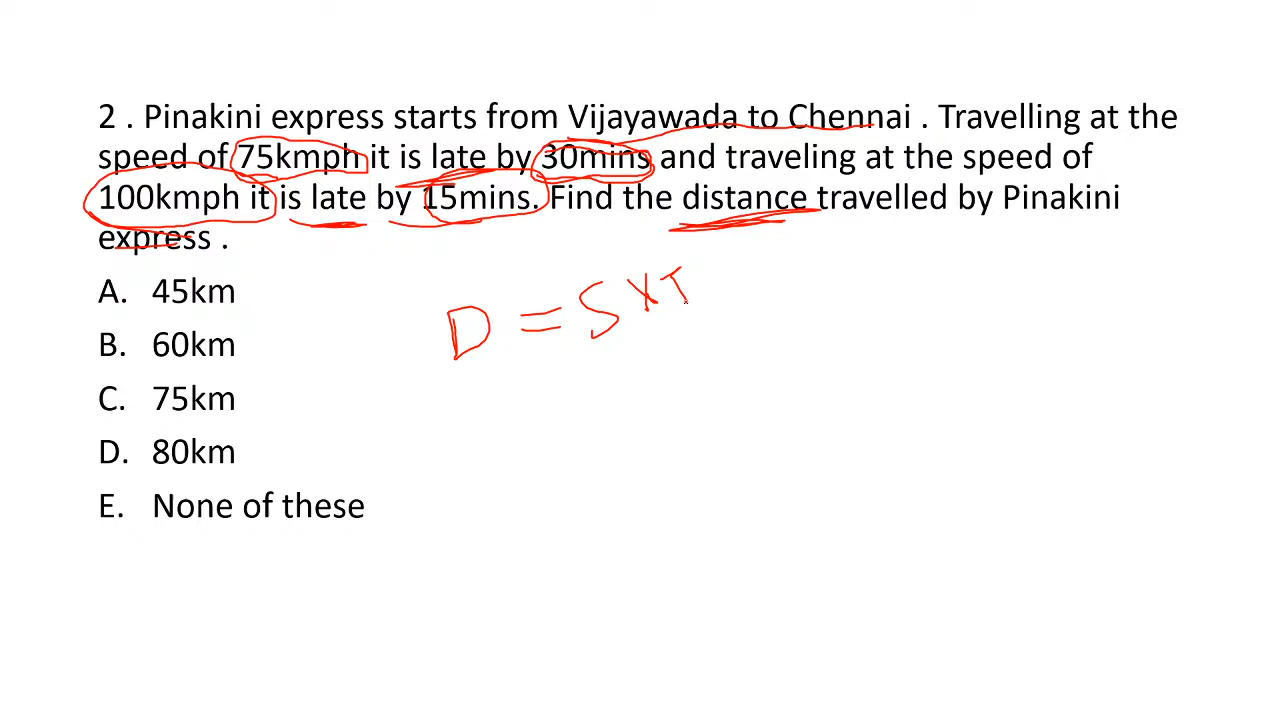 2 . Pinakini express starts from Vijayawada to Chennai . Travelling at the
speed of 75kmph it is late by 30mins and traveling at the speed of
100kmph it is late by 15mins. Find the distance travelled by Pinakini
express .
A. 45km
D = S X T
B. 60km
C. 75km
D. 80km
E. None of these